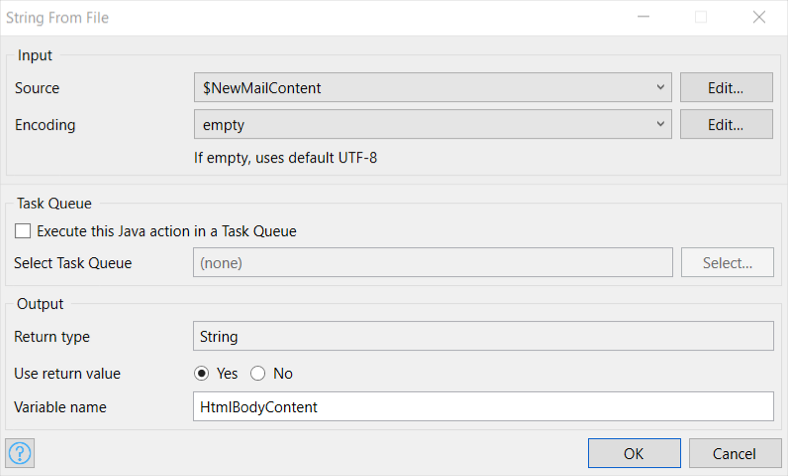 String From File
Input
Source $NewMailContent Edit...
Encoding empty Edit...
If empty, uses default UTF-8
Task Queue
Execute this Java action in a Task Queue
Select Task Queue (none) Select...
Output
Return type String
Use return value Yes No
Variable name HtmlBodyContent
? OK Cancel